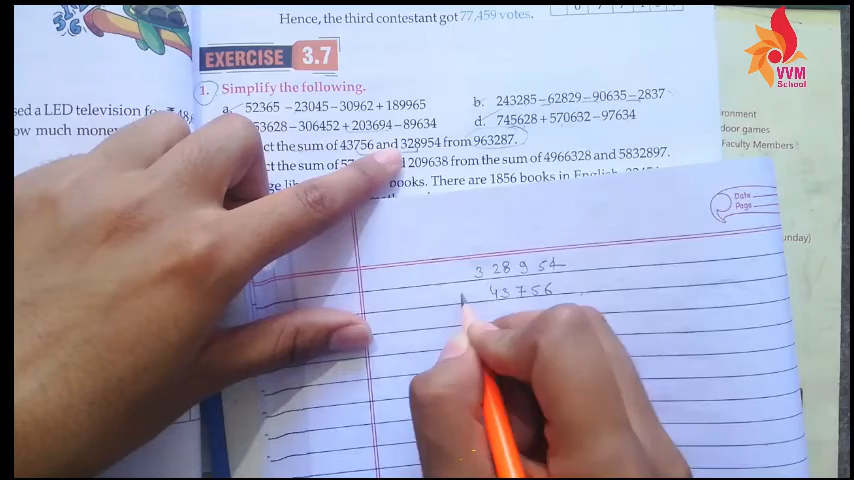 Hence, the third contestant got 77,459 votes.
EXERCISE 3.7
1. Simplify the following.
a. 52365 − 23045 − 30962 + 189965
b. 243285 − 62829 − 90635 − 2837
53628 − 306452 + 203694 − 89634
d. 745628 + 570632 − 97634
ct the sum of 43756 and 328954 from 963287.
ct the sum of 57 209638 from the sum of 4966328 and 5832897.
books. There are 1856 books in English,
sed a LED television fo
ow much money
VVM
School
ronment
door games
Faculty Members
unday)
Date
Page
328954
43756